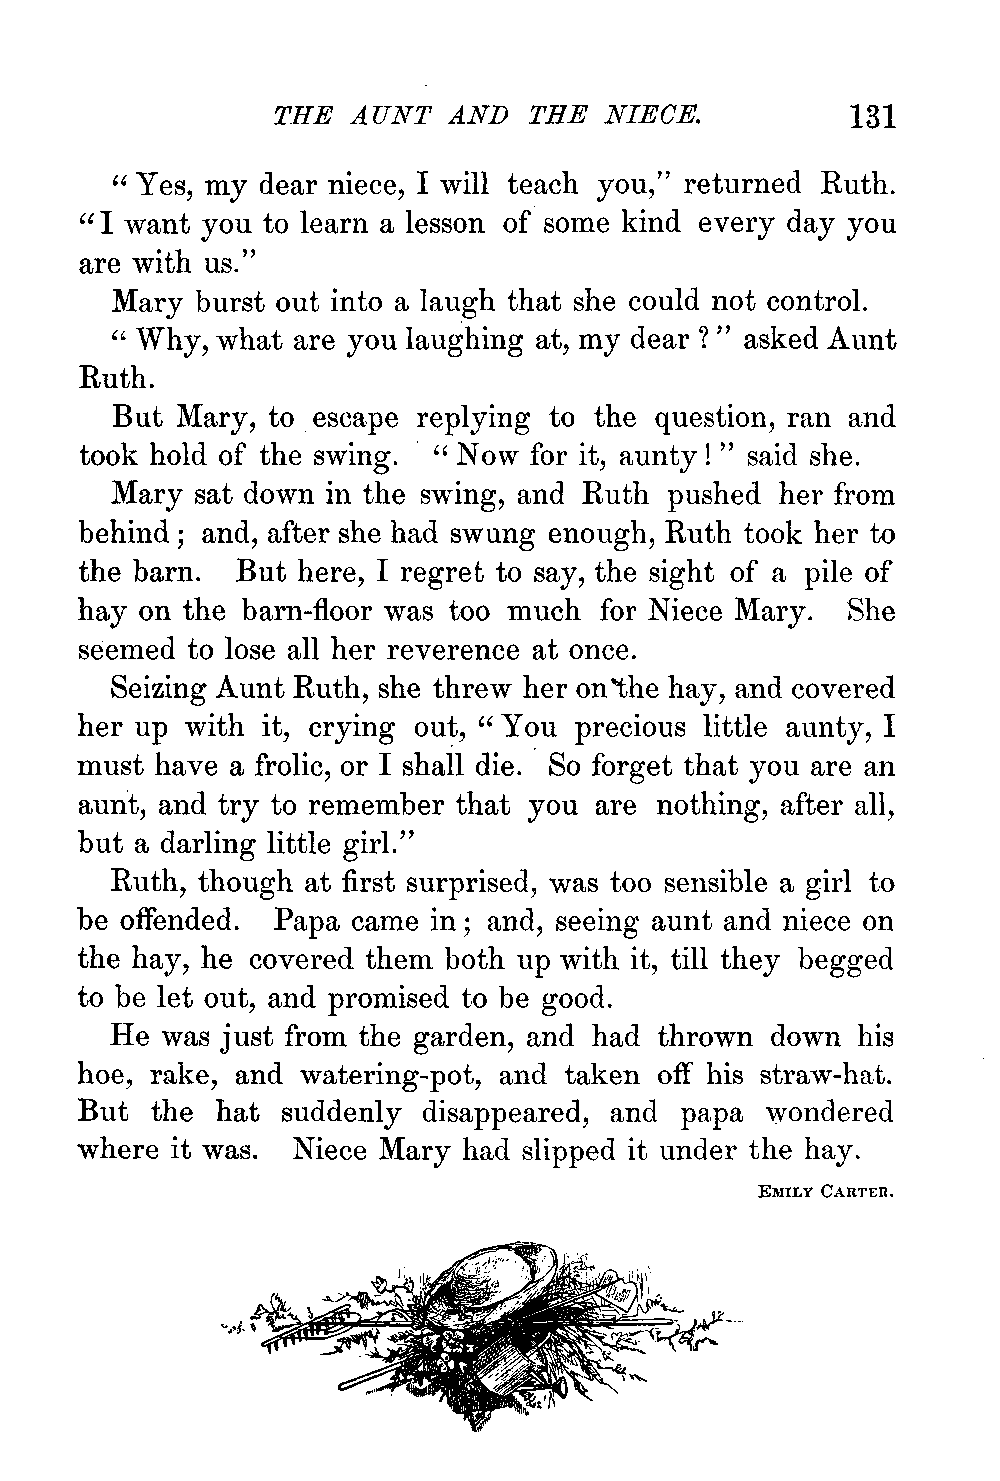 THE AUNT AND THE NIECE. 131
“Yes, my dear niece, I will teach you,” returned Ruth.
“I want you to learn a lesson of some kind every day you
are with us.”
Mary burst out into a laugh that she could not control.
“Why, what are you laughing at, my dear?” asked Aunt
Ruth.
But Mary, to escape replying to the question, ran and
took hold of the swing. “Now for it, aunty!” said she.
Mary sat down in the swing, and Ruth pushed her from
behind; and, after she had swung enough, Ruth took her to
the barn. But here, I regret to say, the sight of a pile of
hay on the barn-floor was too much for Niece Mary. She
seemed to lose all her reverence at once.
Seizing Aunt Ruth, she threw her on the hay, and covered
her up with it, crying out, “You precious little aunty, I
must have a frolic, or I shall die. So forget that you are an
aunt, and try to remember that you are nothing, after all,
but a darling little girl.”
Ruth, though at first surprised, was too sensible a girl to
be offended. Papa came in; and, seeing aunt and niece on
the hay, he covered them both up with it, till they begged
to be let out, and promised to be good.
He was just from the garden, and had thrown down his
hoe, rake, and watering-pot, and taken off his straw-hat.
But the hat suddenly disappeared, and papa wondered
where it was. Niece Mary had slipped it under the hay.
EMILY CARTER.